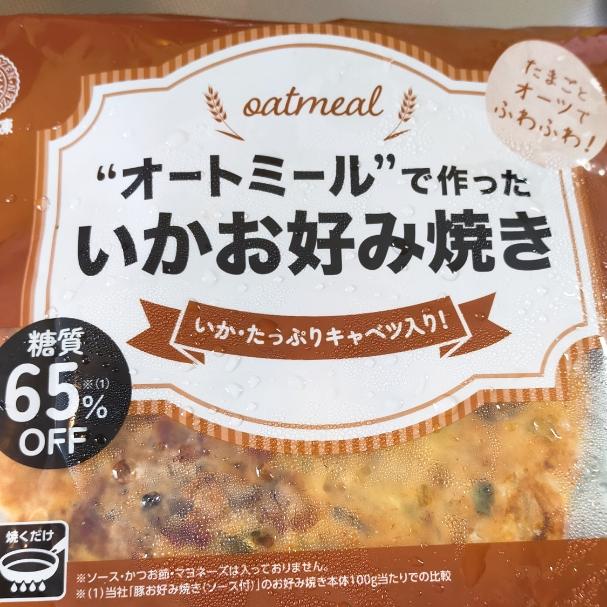 oatmeal
たまごと
オーツで
ふわふわ!
凍
“オートミール”で作った
いかお好み焼き
いか・たっぷりキャベツ入り!
糖質
65%※(1)
OFF
焼くだけ
※ソース・かつお節・マヨネーズは入っておりません。
※(1)当社「豚お好み焼き(ソース付)」のお好み焼き本体100g当たりでの比較